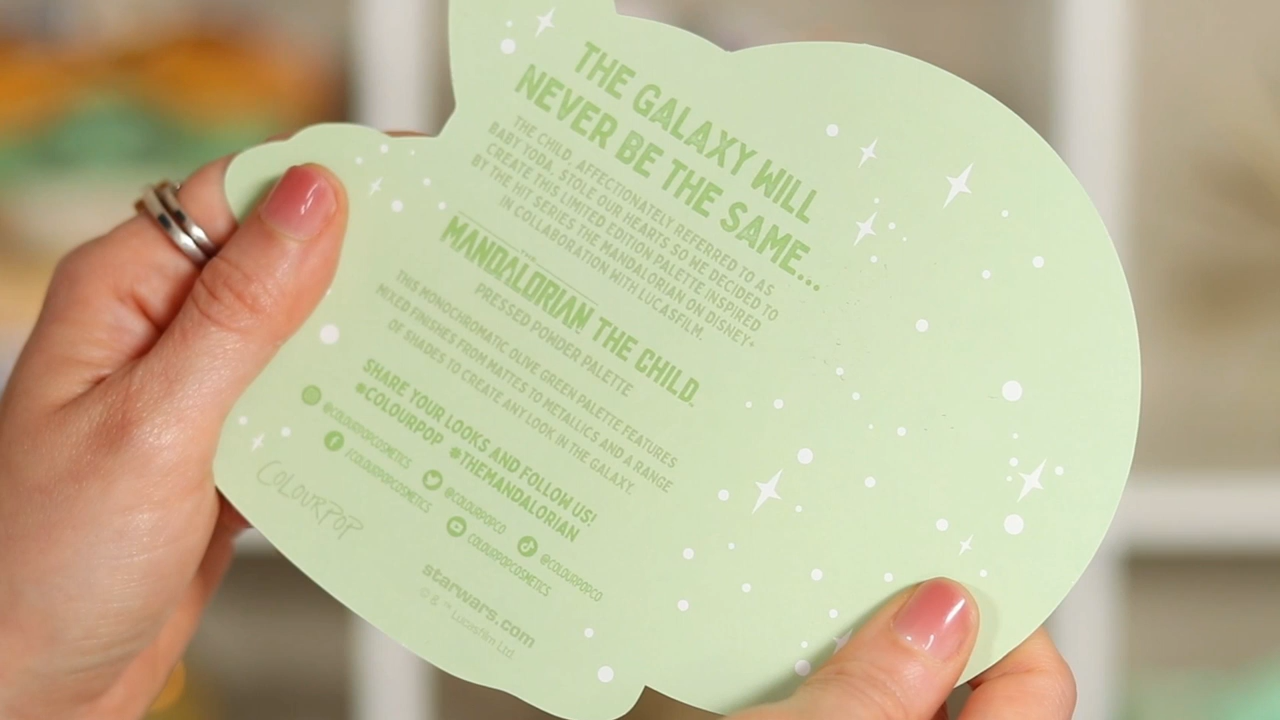 THE GALAXY WILL
NEVER BE THE SAME...
THE CHILD, AFFECTIONATELY REFERRED TO AS
BABY YODA, STOLE OUR HEARTS SO WE DECIDED TO
CREATE THIS LIMITED EDITION PALETTE INSPIRED
BY THE HIT SERIES THE MANDALORIAN ON DISNEY+
IN COLLABORATION WITH LUCASFILM.
THE
MANDALORIAN THE CHILD™
PRESSED POWDER PALETTE
THIS MONOCHROMATIC OLIVE GREEN PALETTE FEATURES
MIXED FINISHES FROM MATTES TO METALLICS AND A RANGE
OF SHADES TO CREATE ANY LOOK IN THE GALAXY.
SHARE YOUR LOOKS AND FOLLOW US!
#COLOURPOP #THEMANDALORIAN
@COLOURPOPCOSMETICS
/COLOURPOPCOSMETICS @COLOURPOPCO
COLOURPOPCOSMETICS @COLOURPOPCO
COLOURPOP
starwars.com
© & ™ Lucasfilm Ltd.